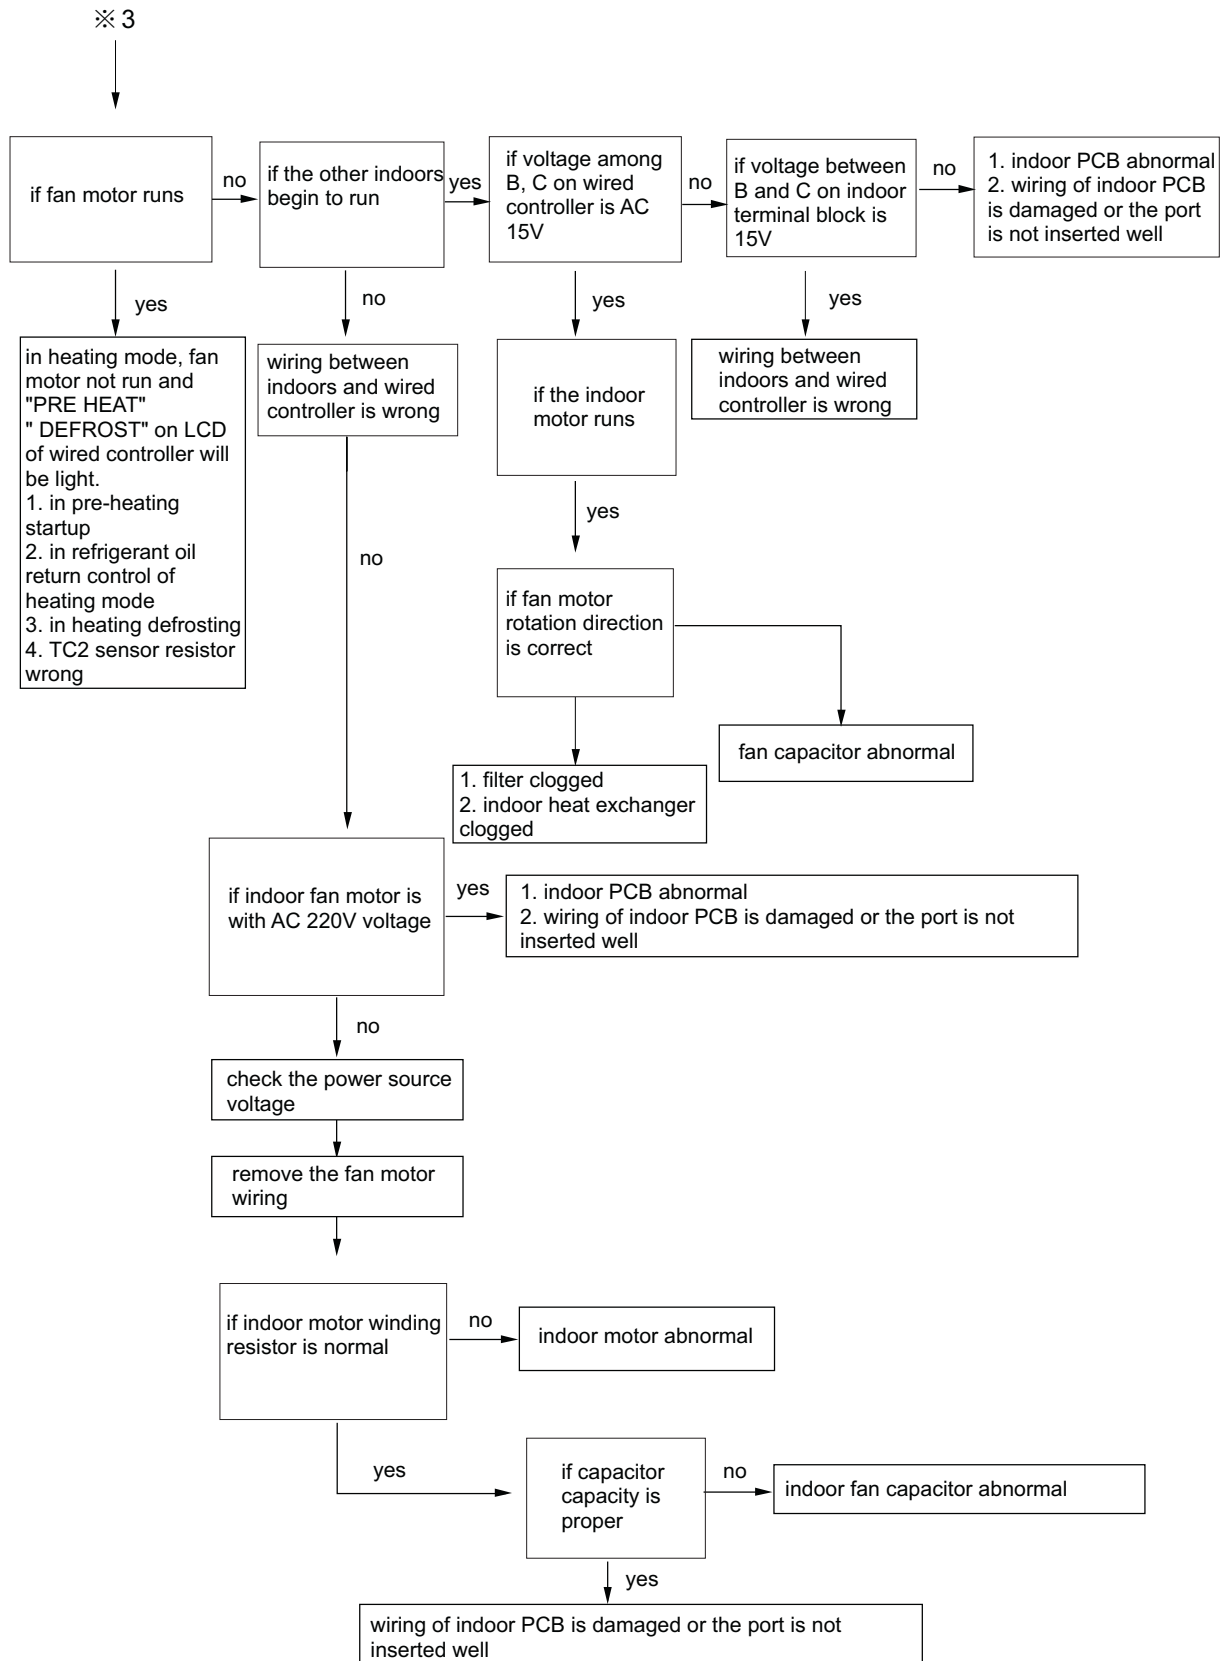 ※3
if fan motor runs
no
if the other indoors
begin to run
yes
if voltage among
B, C on wired
controller is AC
15V
no
if voltage between
B and C on indoor
terminal block is
15V
no
1. indoor PCB abnormal
2. wiring of indoor PCB
is damaged or the port
is not inserted well
yes
no
yes
yes
in heating mode, fan
motor not run and
"PRE HEAT"
" DEFROST" on LCD
of wired controller will
be light.
1. in pre-heating
startup
2. in refrigerant oil
return control of
heating mode
3. in heating defrosting
4. TC2 sensor resistor
wrong
wiring between
indoors and wired
controller is wrong
if the indoor
motor runs
wiring between
indoors and wired
controller is wrong
yes
no
if fan motor
rotation direction
is correct
fan capacitor abnormal
1. filter clogged
2. indoor heat exchanger
clogged
if indoor fan motor is
with AC 220V voltage
yes
1. indoor PCB abnormal
2. wiring of indoor PCB is damaged or the port is not
inserted well
no
check the power source
voltage
remove the fan motor
wiring
if indoor motor winding
resistor is normal
no
indoor motor abnormal
yes
if capacitor
capacity is
proper
no
indoor fan capacitor abnormal
yes
wiring of indoor PCB is damaged or the port is not
inserted well